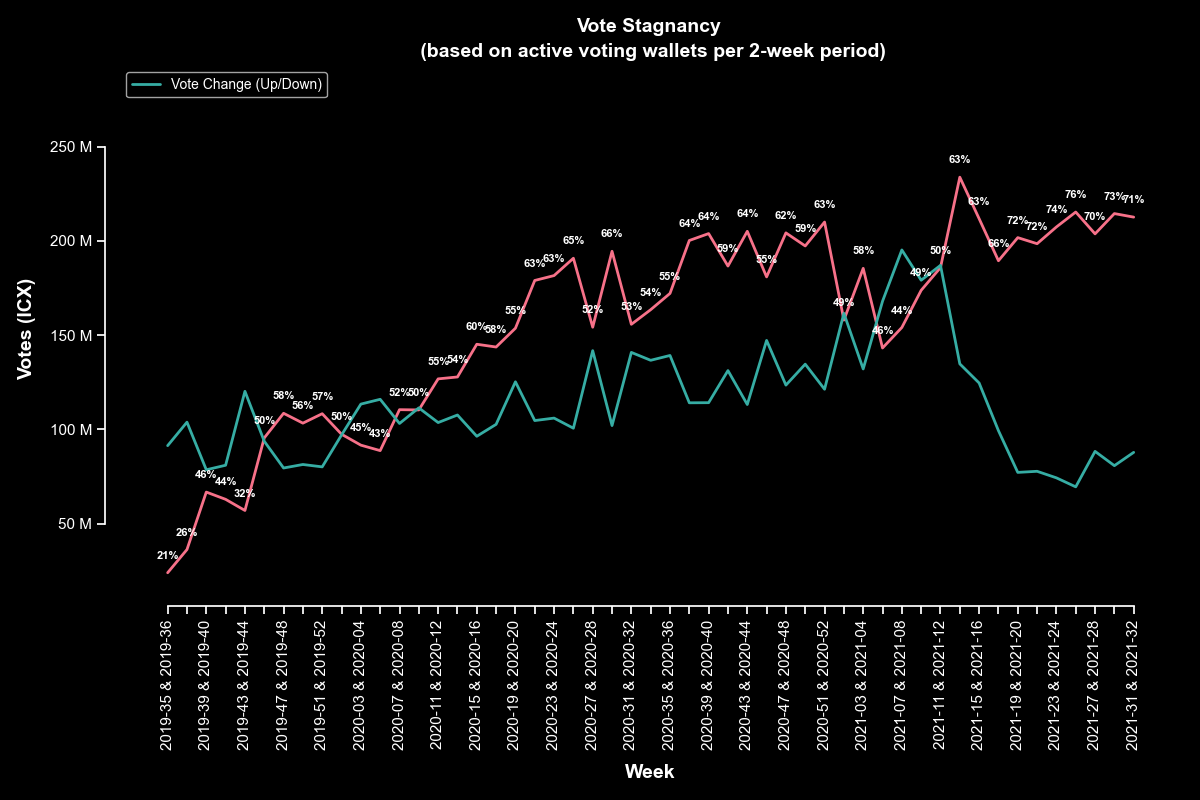 Vote Stagnancy
(based on active voting wallets per 2-week period)
Vote Change (Up/Down)
Votes (ICX)
250 M
200 M
150 M
100 M
50 M
21%
26%
46%
44%
32%
50%
58%
56%
57%
50%
45%
43%
52%
50%
55%
54%
60%
58%
55%
63%
63%
65%
52%
66%
53%
54%
55%
64%
64%
59%
64%
55%
62%
59%
63%
49%
58%
46%
44%
49%
50%
63%
63%
66%
72%
72%
74%
76%
70%
73%
71%
2019-35 & 2019-36
2019-39 & 2019-40
2019-43 & 2019-44
2019-47 & 2019-48
2019-51 & 2019-52
2020-03 & 2020-04
2020-07 & 2020-08
2020-11 & 2020-12
2020-15 & 2020-16
2020-19 & 2020-20
2020-23 & 2020-24
2020-27 & 2020-28
2020-31 & 2020-32
2020-35 & 2020-36
2020-39 & 2020-40
2020-43 & 2020-44
2020-47 & 2020-48
2020-51 & 2020-52
2021-03 & 2021-04
2021-07 & 2021-08
2021-11 & 2021-12
2021-15 & 2021-16
2021-19 & 2021-20
2021-23 & 2021-24
2021-27 & 2021-28
2021-31 & 2021-32
Week